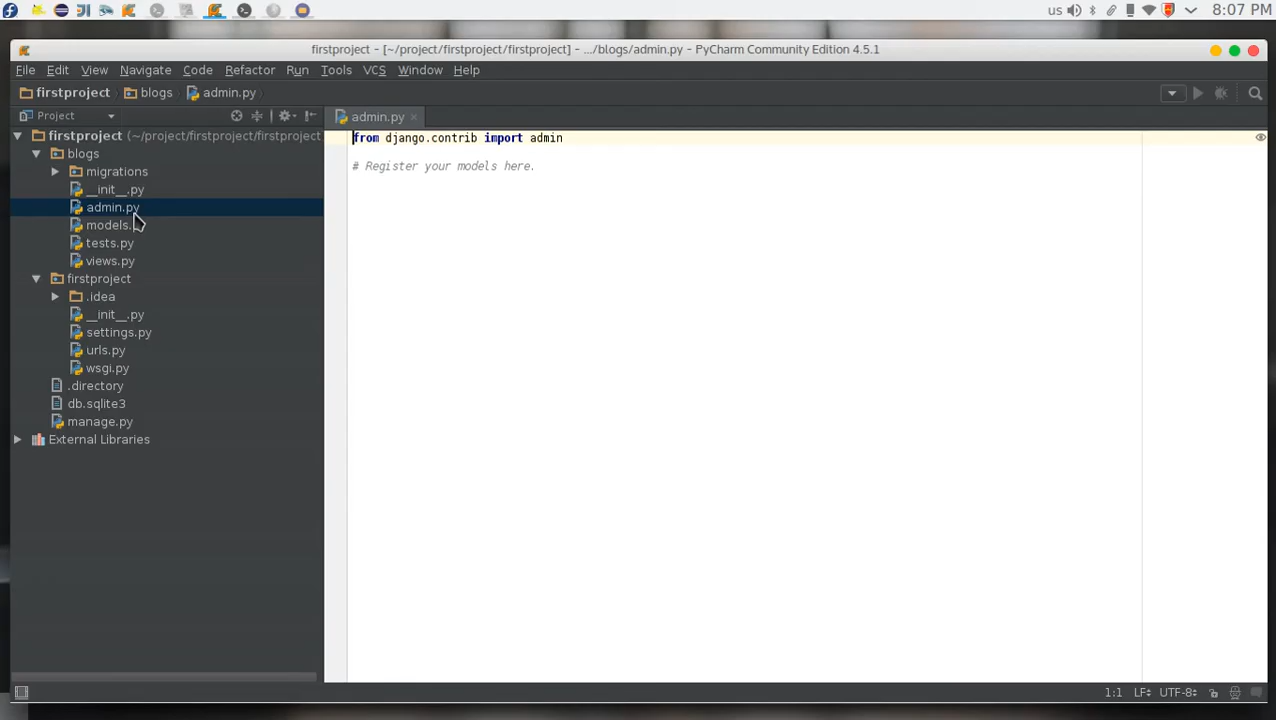 us 8:07 PM
firstproject - [~/project/firstproject/firstproject] - .../blogs/admin.py - PyCharm Community Edition 4.5.1
File Edit View Navigate Code Refactor Run Tools VCS Window Help
firstproject blogs admin.py
Project admin.py
firstproject (~/project/firstproject/firstproject
from django.contrib import admin
blogs
# Register your models here.
migrations
__init__.py
admin.py
models.
tests.py
views.py
firstproject
.idea
__init__.py
settings.py
urls.py
wsgi.py
.directory
db.sqlite3
manage.py
External Libraries
1:1 LF UTF-8